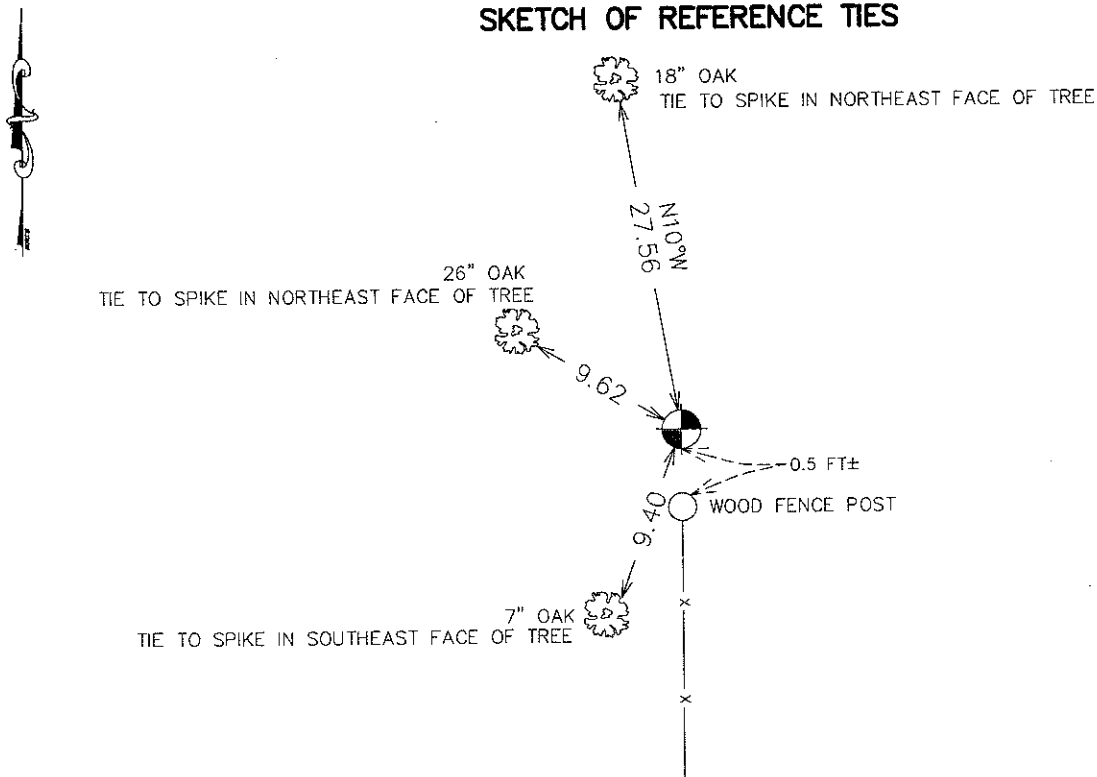 SKETCH OF REFERENCE TIES
18" OAK
TIE TO SPIKE IN NORTHEAST FACE OF TREE
N10°W
27.56
26" OAK
TIE TO SPIKE IN NORTHEAST FACE OF TREE
9.62
0.5 FT±
WOOD FENCE POST
9.40
7" OAK
TIE TO SPIKE IN SOUTHEAST FACE OF TREE
x
x